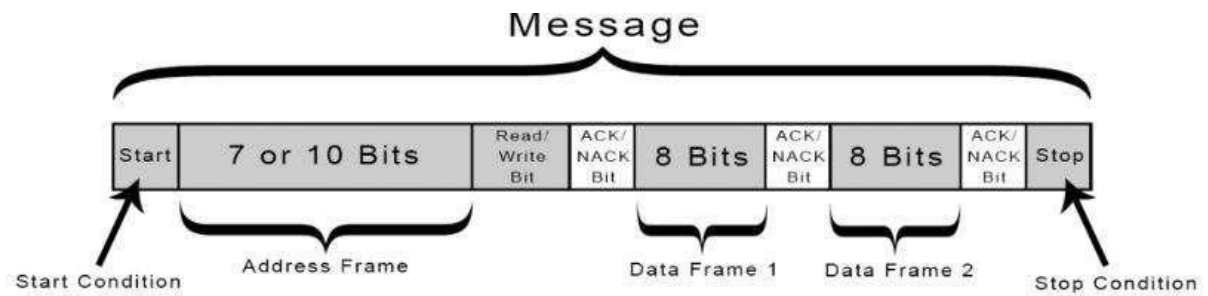 Message
Start
7 or 10 Bits
Read/
Write
Bit
ACK/
NACK
Bit
8 Bits
ACK/
NACK
Bit
8 Bits
ACK/
NACK
Bit
Stop
Start Condition
Address Frame
Data Frame 1
Data Frame 2
Stop Condition